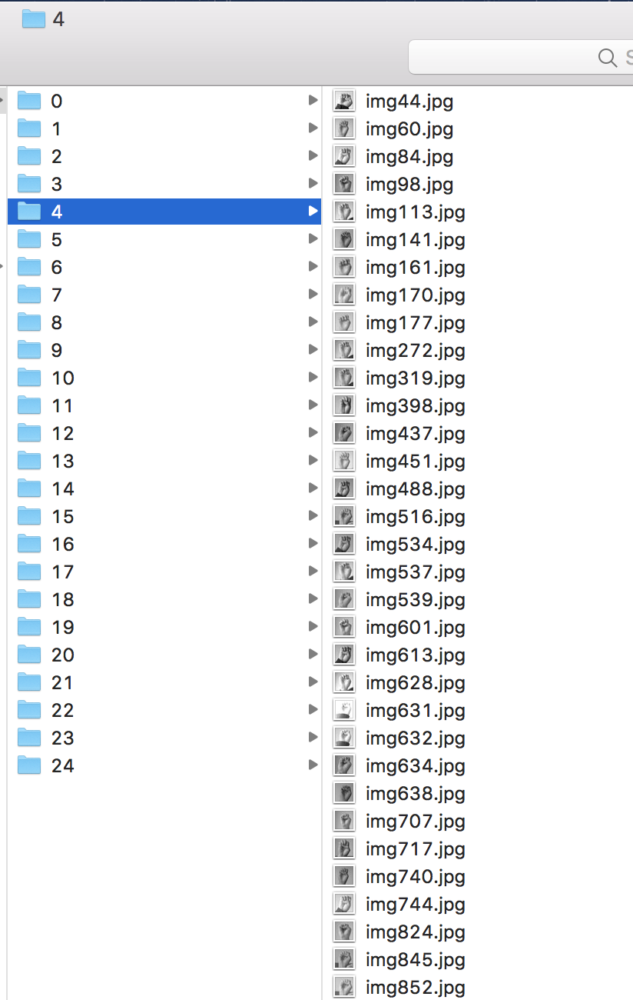 4
S
0
1
2
3
4
5
6
7
8
9
10
11
12
13
14
15
16
17
18
19
20
21
22
23
24
img44.jpg
img60.jpg
img84.jpg
img98.jpg
img113.jpg
img141.jpg
img161.jpg
img170.jpg
img177.jpg
img272.jpg
img319.jpg
img398.jpg
img437.jpg
img451.jpg
img488.jpg
img516.jpg
img534.jpg
img537.jpg
img539.jpg
img601.jpg
img613.jpg
img628.jpg
img631.jpg
img632.jpg
img634.jpg
img638.jpg
img707.jpg
img717.jpg
img740.jpg
img744.jpg
img824.jpg
img845.jpg
img852.jpg